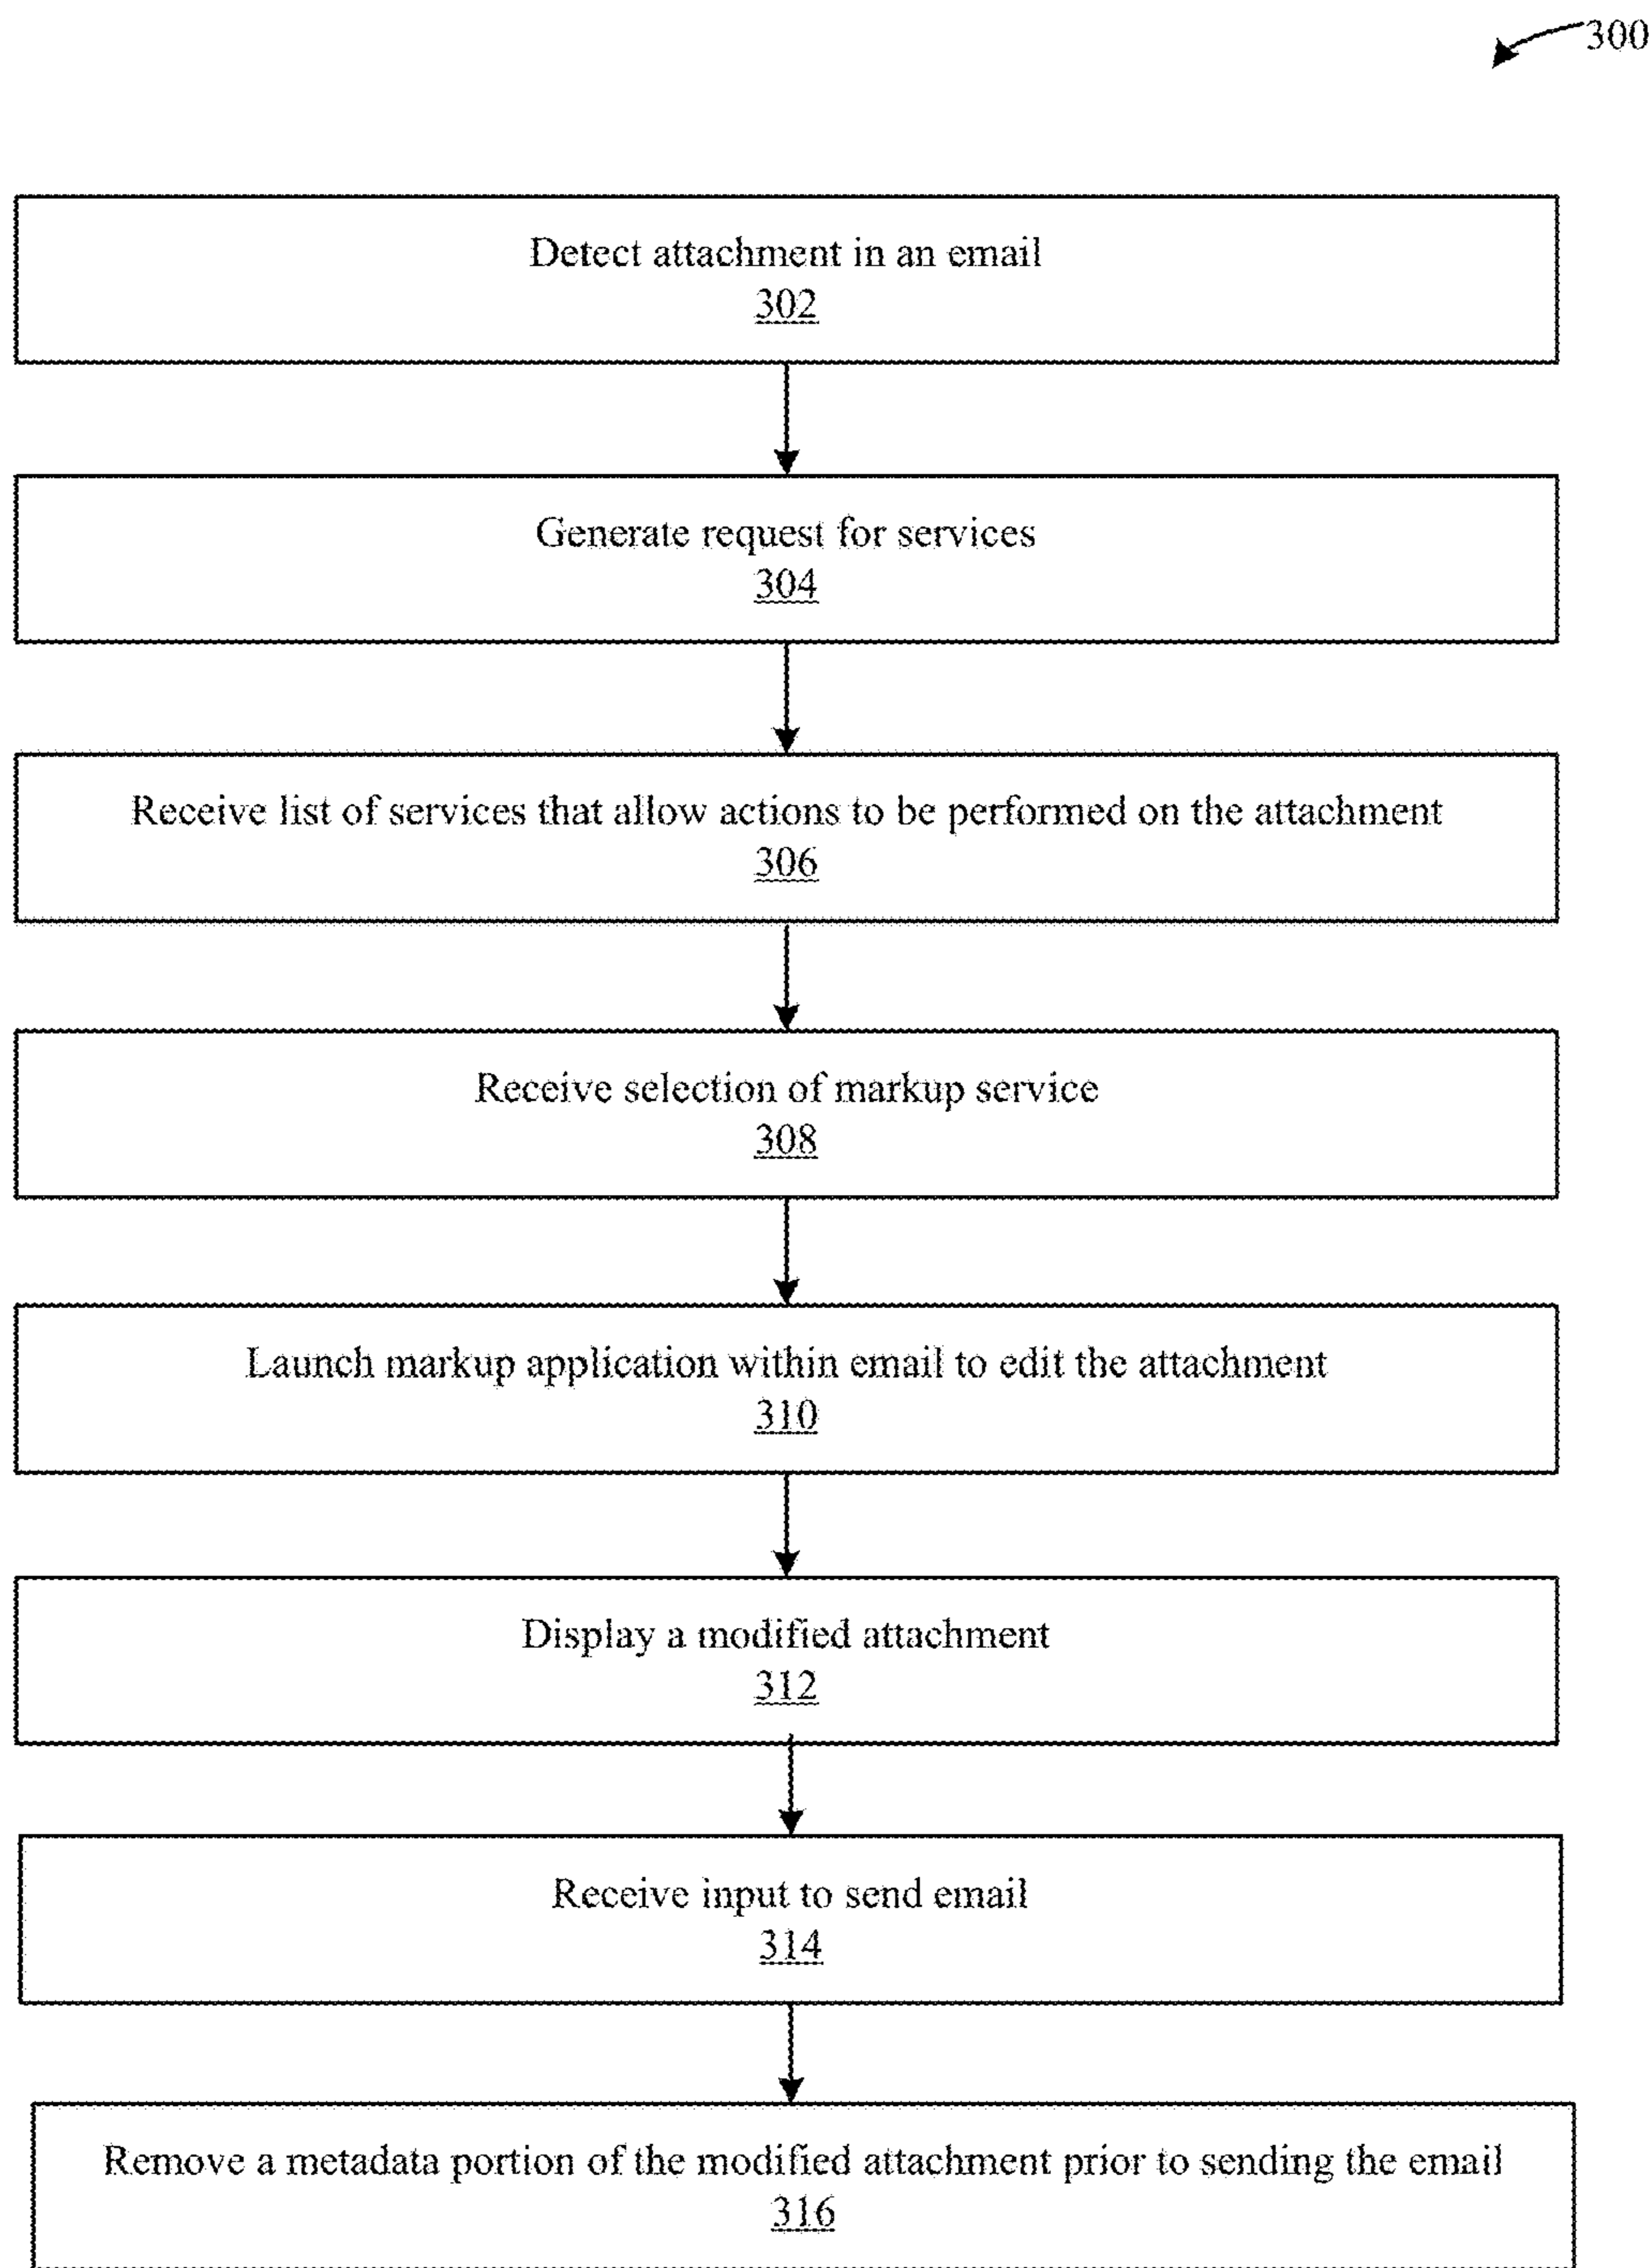 300
Detect attachment in an email
302
Generate request for services
304
Receive list of services that allow actions to be performed on the attachment
306
Receive selection of markup service
308
Launch markup application within email to edit the attachment
310
Display a modified attachment
312
Receive input to send email
314
Remove a metadata portion of the modified attachment prior to sending the email
316